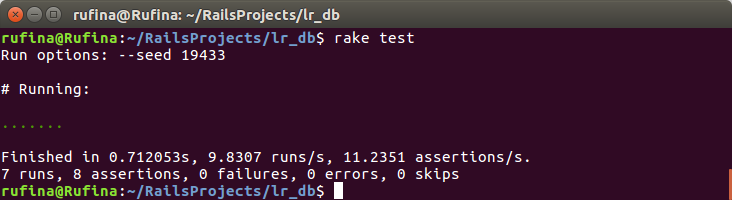 rufina@Rufina: ~/RailsProjects/lr_db
rufina@Rufina:~/RailsProjects/lr_db$ rake test
Run options: --seed 19433
# Running:
.......
Finished in 0.712053s, 9.8307 runs/s, 11.2351 assertions/s.
7 runs, 8 assertions, 0 failures, 0 errors, 0 skips
rufina@Rufina:~/RailsProjects/lr_db$